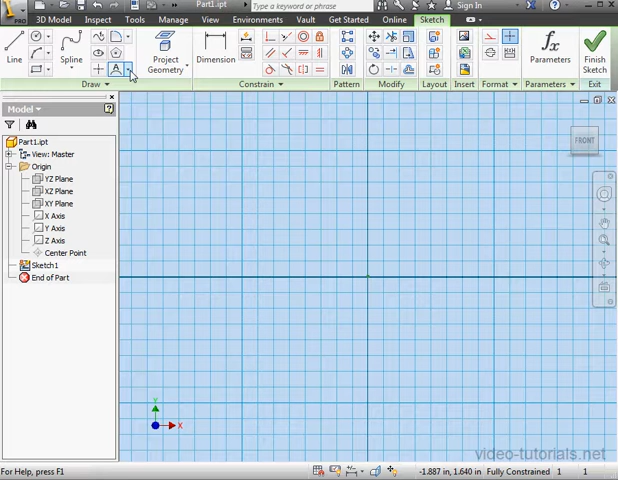 Part1.ipt
Type a keyword or phrase
Sign In
3D Model Inspect Tools Manage View Environments Vault Get Started Online Sketch
Line Spline Project Geometry Dimension Parameters Finish Sketch
Draw Constrain Pattern Modify Layout Insert Format Parameters Exit
Model
FRONT
Part1.ipt
View: Master
Origin
YZ Plane
XZ Plane
XY Plane
X Axis
Y Axis
Z Axis
Center Point
Sketch1
End of Part
Y
X
video-tutorials.net
For Help, press F1 -1.887 in, 1.640 in Fully Constrained 1 1